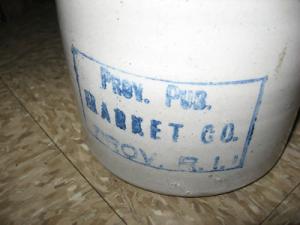 PROV. PUB.
MARKET CO.
PROV. R.I.